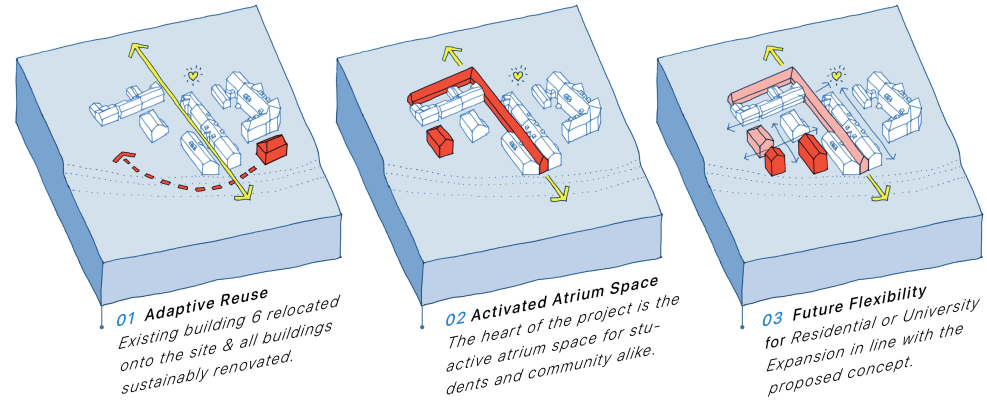 01 Adaptive Reuse
Existing building 6 relocated
onto the site & all buildings
sustainably renovated.
02 Activated Atrium Space
The heart of the project is the
active atrium space for stu-
dents and community alike.
03 Future Flexibility
for Residential or University
Expansion in line with the
proposed concept.